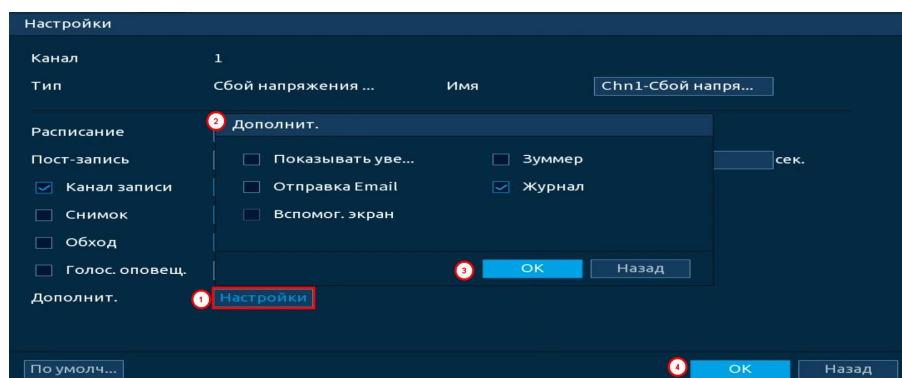 Настройки
Канал 1
Тип Сбой напряжения ... Имя Chn1-Сбой напря...
Расписание
2 Дополнит.
Пост-запись сек.
Показывать уве... Зуммер
Канал записи
Отправка Email Журнал
Снимок
Вспомог. экран
Обход
Голос. оповещ.
3 OK Назад
Дополнит. 1 Настройки
По умолч... 4 OK Назад